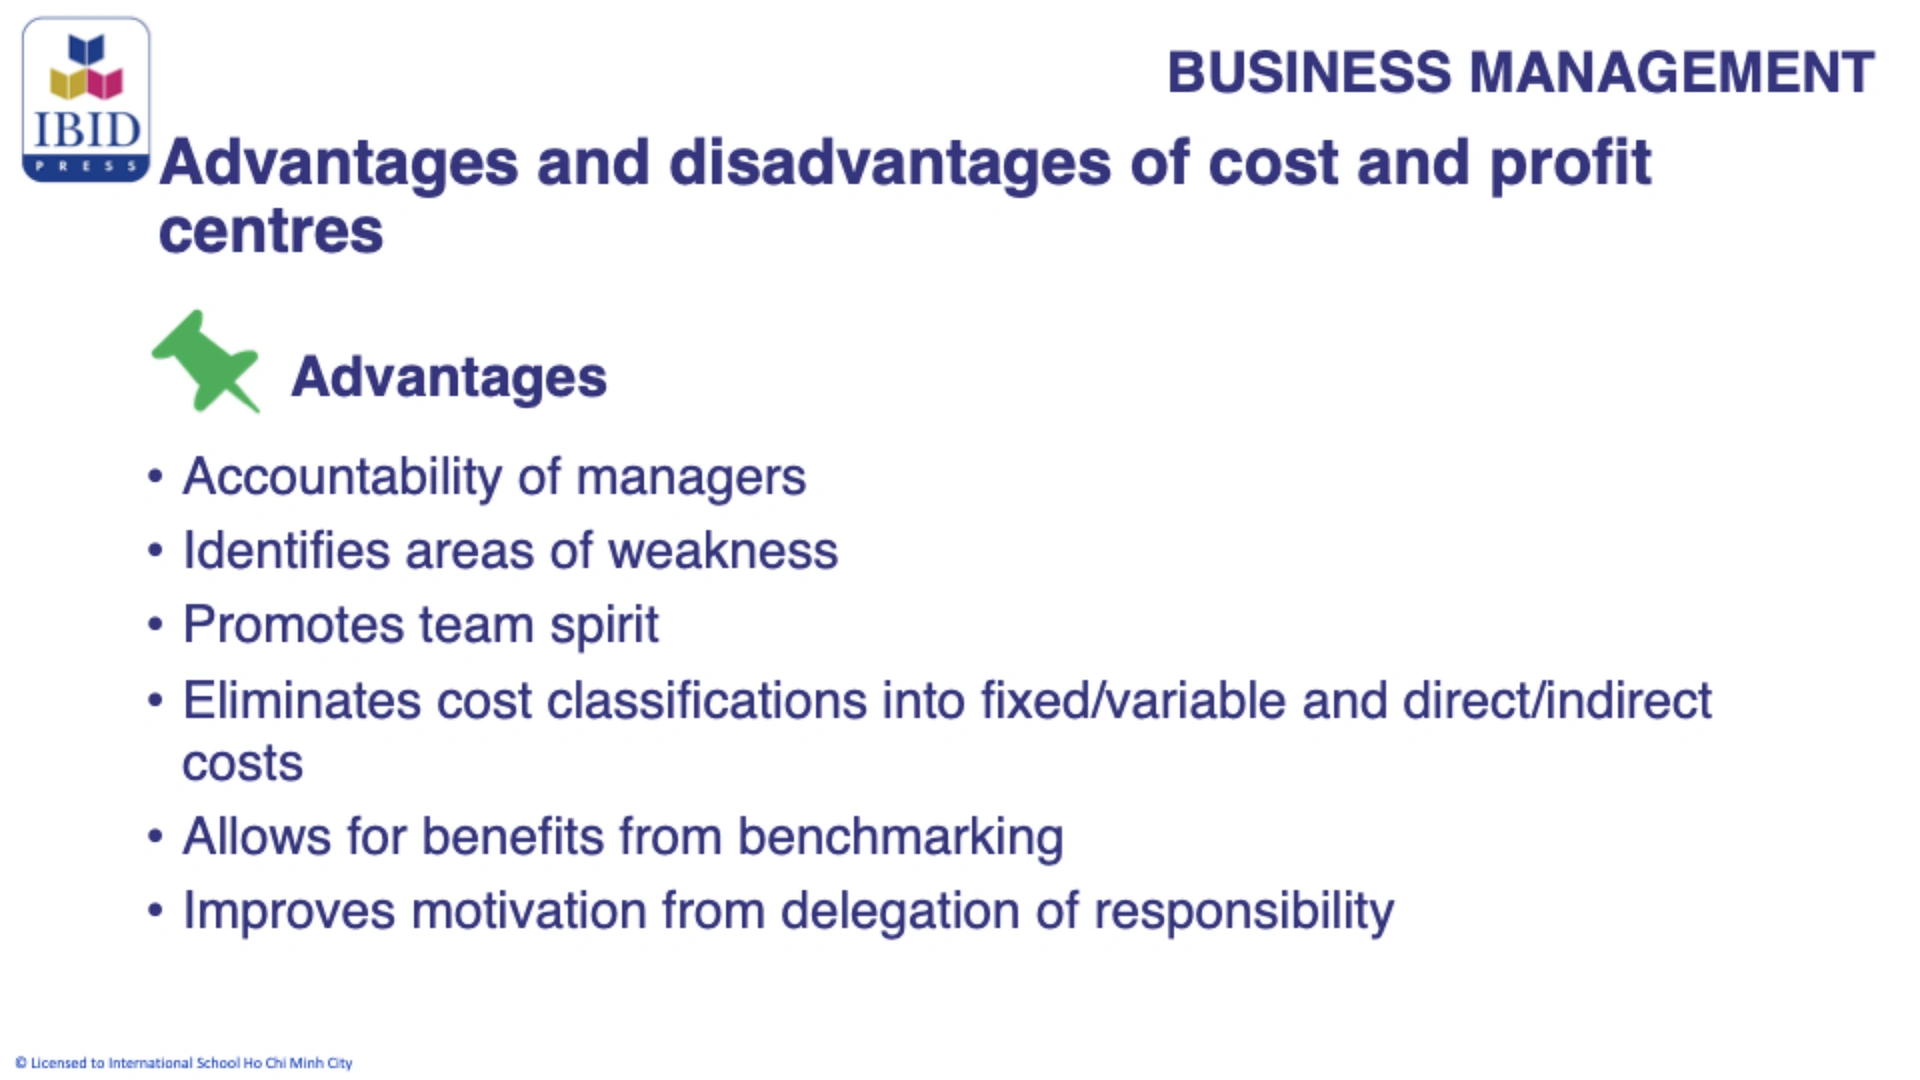 IBID
PRESS
BUSINESS MANAGEMENT
Advantages and disadvantages of cost and profit
centres
Advantages
• Accountability of managers
• Identifies areas of weakness
• Promotes team spirit
• Eliminates cost classifications into fixed/variable and direct/indirect
costs
• Allows for benefits from benchmarking
• Improves motivation from delegation of responsibility
© Licensed to International School Ho Chi Minh City